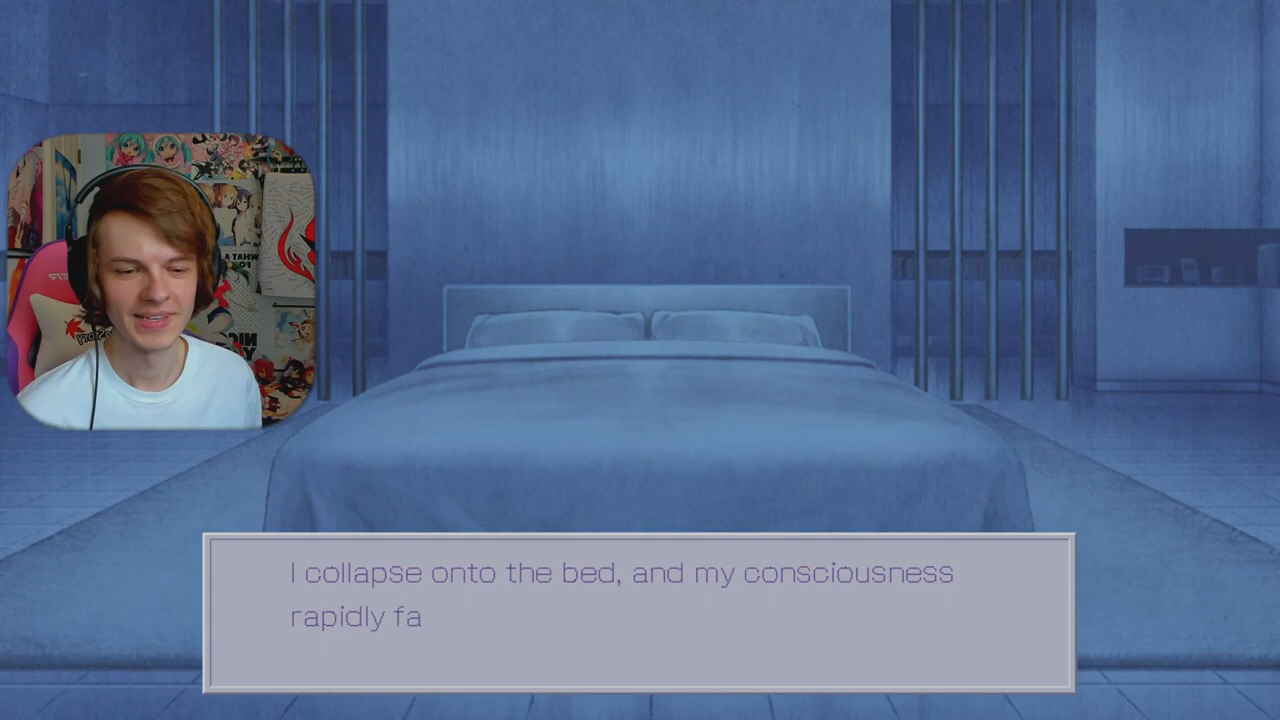 I collapse onto the bed, and my consciousness
rapidly fa